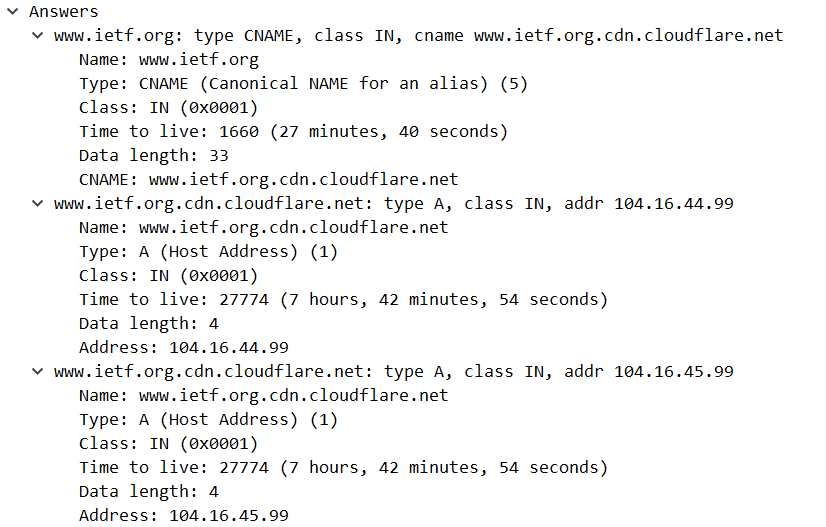 Answers
www.ietf.org: type CNAME, class IN, cname www.ietf.org.cdn.cloudflare.net
Name: www.ietf.org
Type: CNAME (Canonical NAME for an alias) (5)
Class: IN (0x0001)
Time to live: 1660 (27 minutes, 40 seconds)
Data length: 33
CNAME: www.ietf.org.cdn.cloudflare.net
www.ietf.org.cdn.cloudflare.net: type A, class IN, addr 104.16.44.99
Name: www.ietf.org.cdn.cloudflare.net
Type: A (Host Address) (1)
Class: IN (0x0001)
Time to live: 27774 (7 hours, 42 minutes, 54 seconds)
Data length: 4
Address: 104.16.44.99
www.ietf.org.cdn.cloudflare.net: type A, class IN, addr 104.16.45.99
Name: www.ietf.org.cdn.cloudflare.net
Type: A (Host Address) (1)
Class: IN (0x0001)
Time to live: 27774 (7 hours, 42 minutes, 54 seconds)
Data length: 4
Address: 104.16.45.99